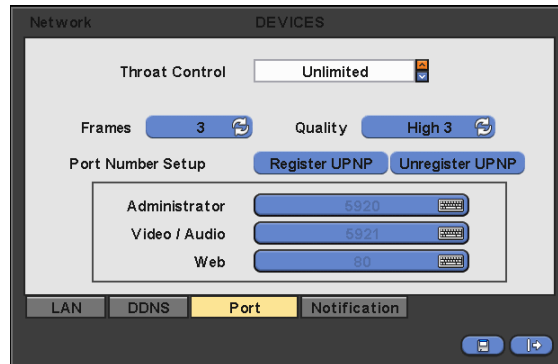 Network DEVICES
Throat Control Unlimited
Frames 3 Quality High 3
Port Number Setup Register UPNP Unregister UPNP
Administrator 5920
Video / Audio 5921
Web 80
LAN DDNS Port Notification